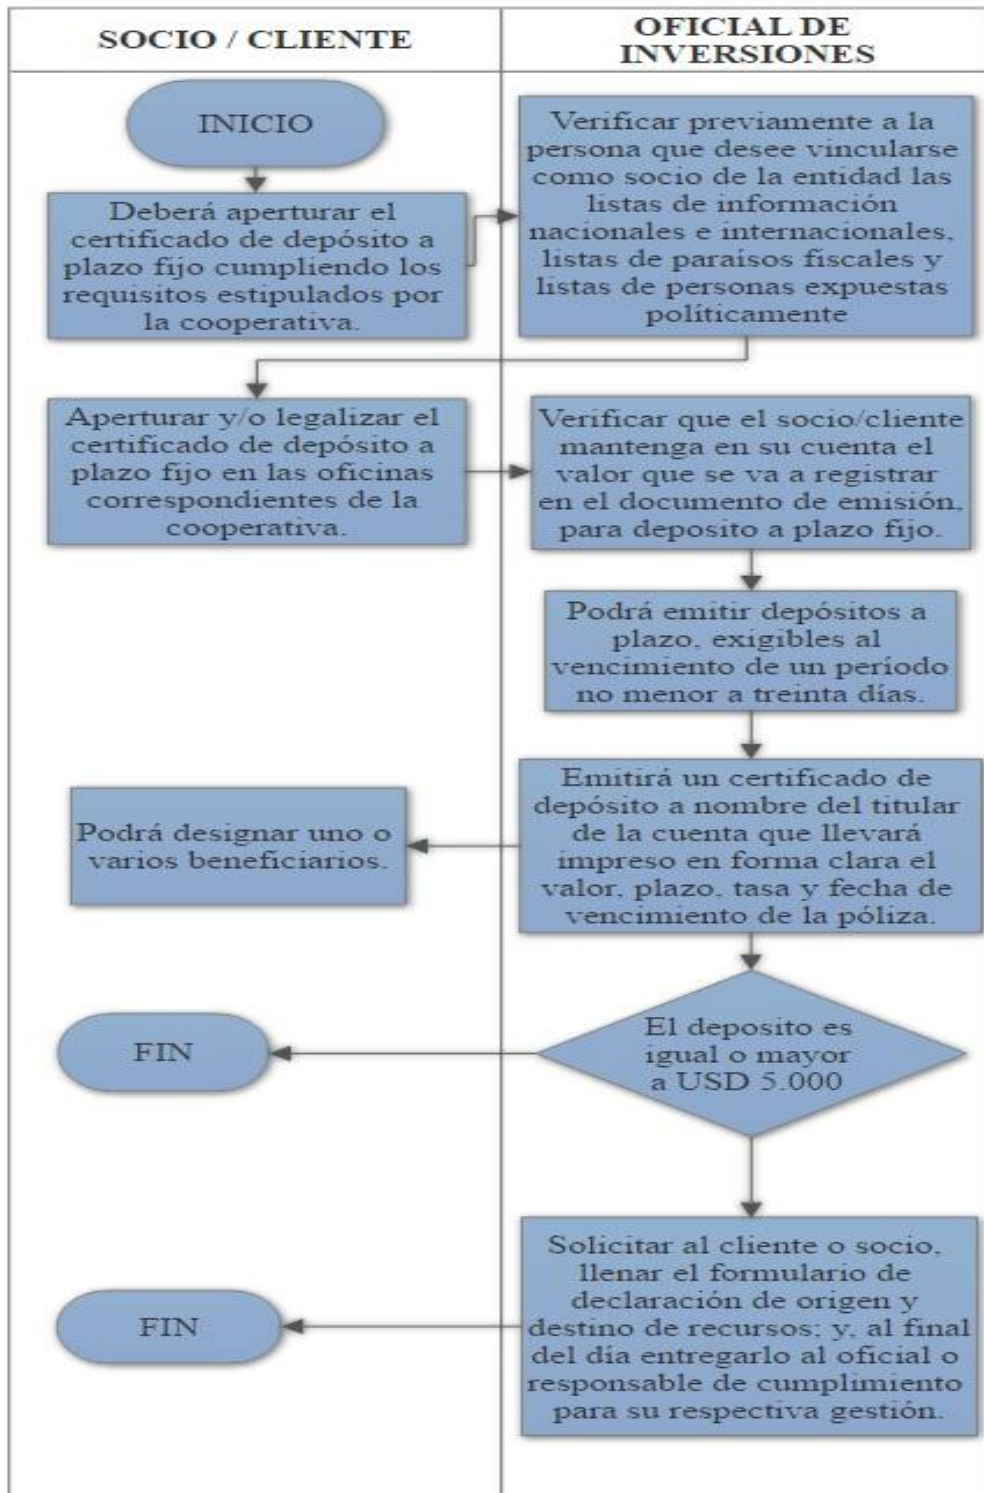 SOCIO / CLIENTE
OFICIAL DE
INVERSIONES
INICIO
Deberá aperturar el
certificado de depósito a
plazo fijo cumpliendo los
requisitos estipulados por
la cooperativa.
Verificar previamente a la
persona que desee vincularse
como socio de la entidad las
listas de información
nacionales e internacionales,
listas de paraísos fiscales y
listas de personas expuestas
políticamente
Aperturar y/o legalizar el
certificado de depósito a
plazo fijo en las oficinas
correspondientes de la
cooperativa.
Verificar que el socio/cliente
mantenga en su cuenta el
valor que se va a registrar
en el documento de emisión,
para deposito a plazo fijo.
Podrá emitir depósitos a
plazo, exigibles al
vencimiento de un período
no menor a treinta días.
Emitirá un certificado de
depósito a nombre del titular
de la cuenta que llevará
impreso en forma clara el
valor, plazo, tasa y fecha de
vencimiento de la póliza.
Podrá designar uno o
varios beneficiarios.
El deposito es
igual o mayor
a USD 5.000
FIN
Solicitar al cliente o socio,
llenar el formulario de
declaración de origen y
destino de recursos; y, al final
del día entregarlo al oficial o
responsable de cumplimiento
para su respectiva gestión.
FIN